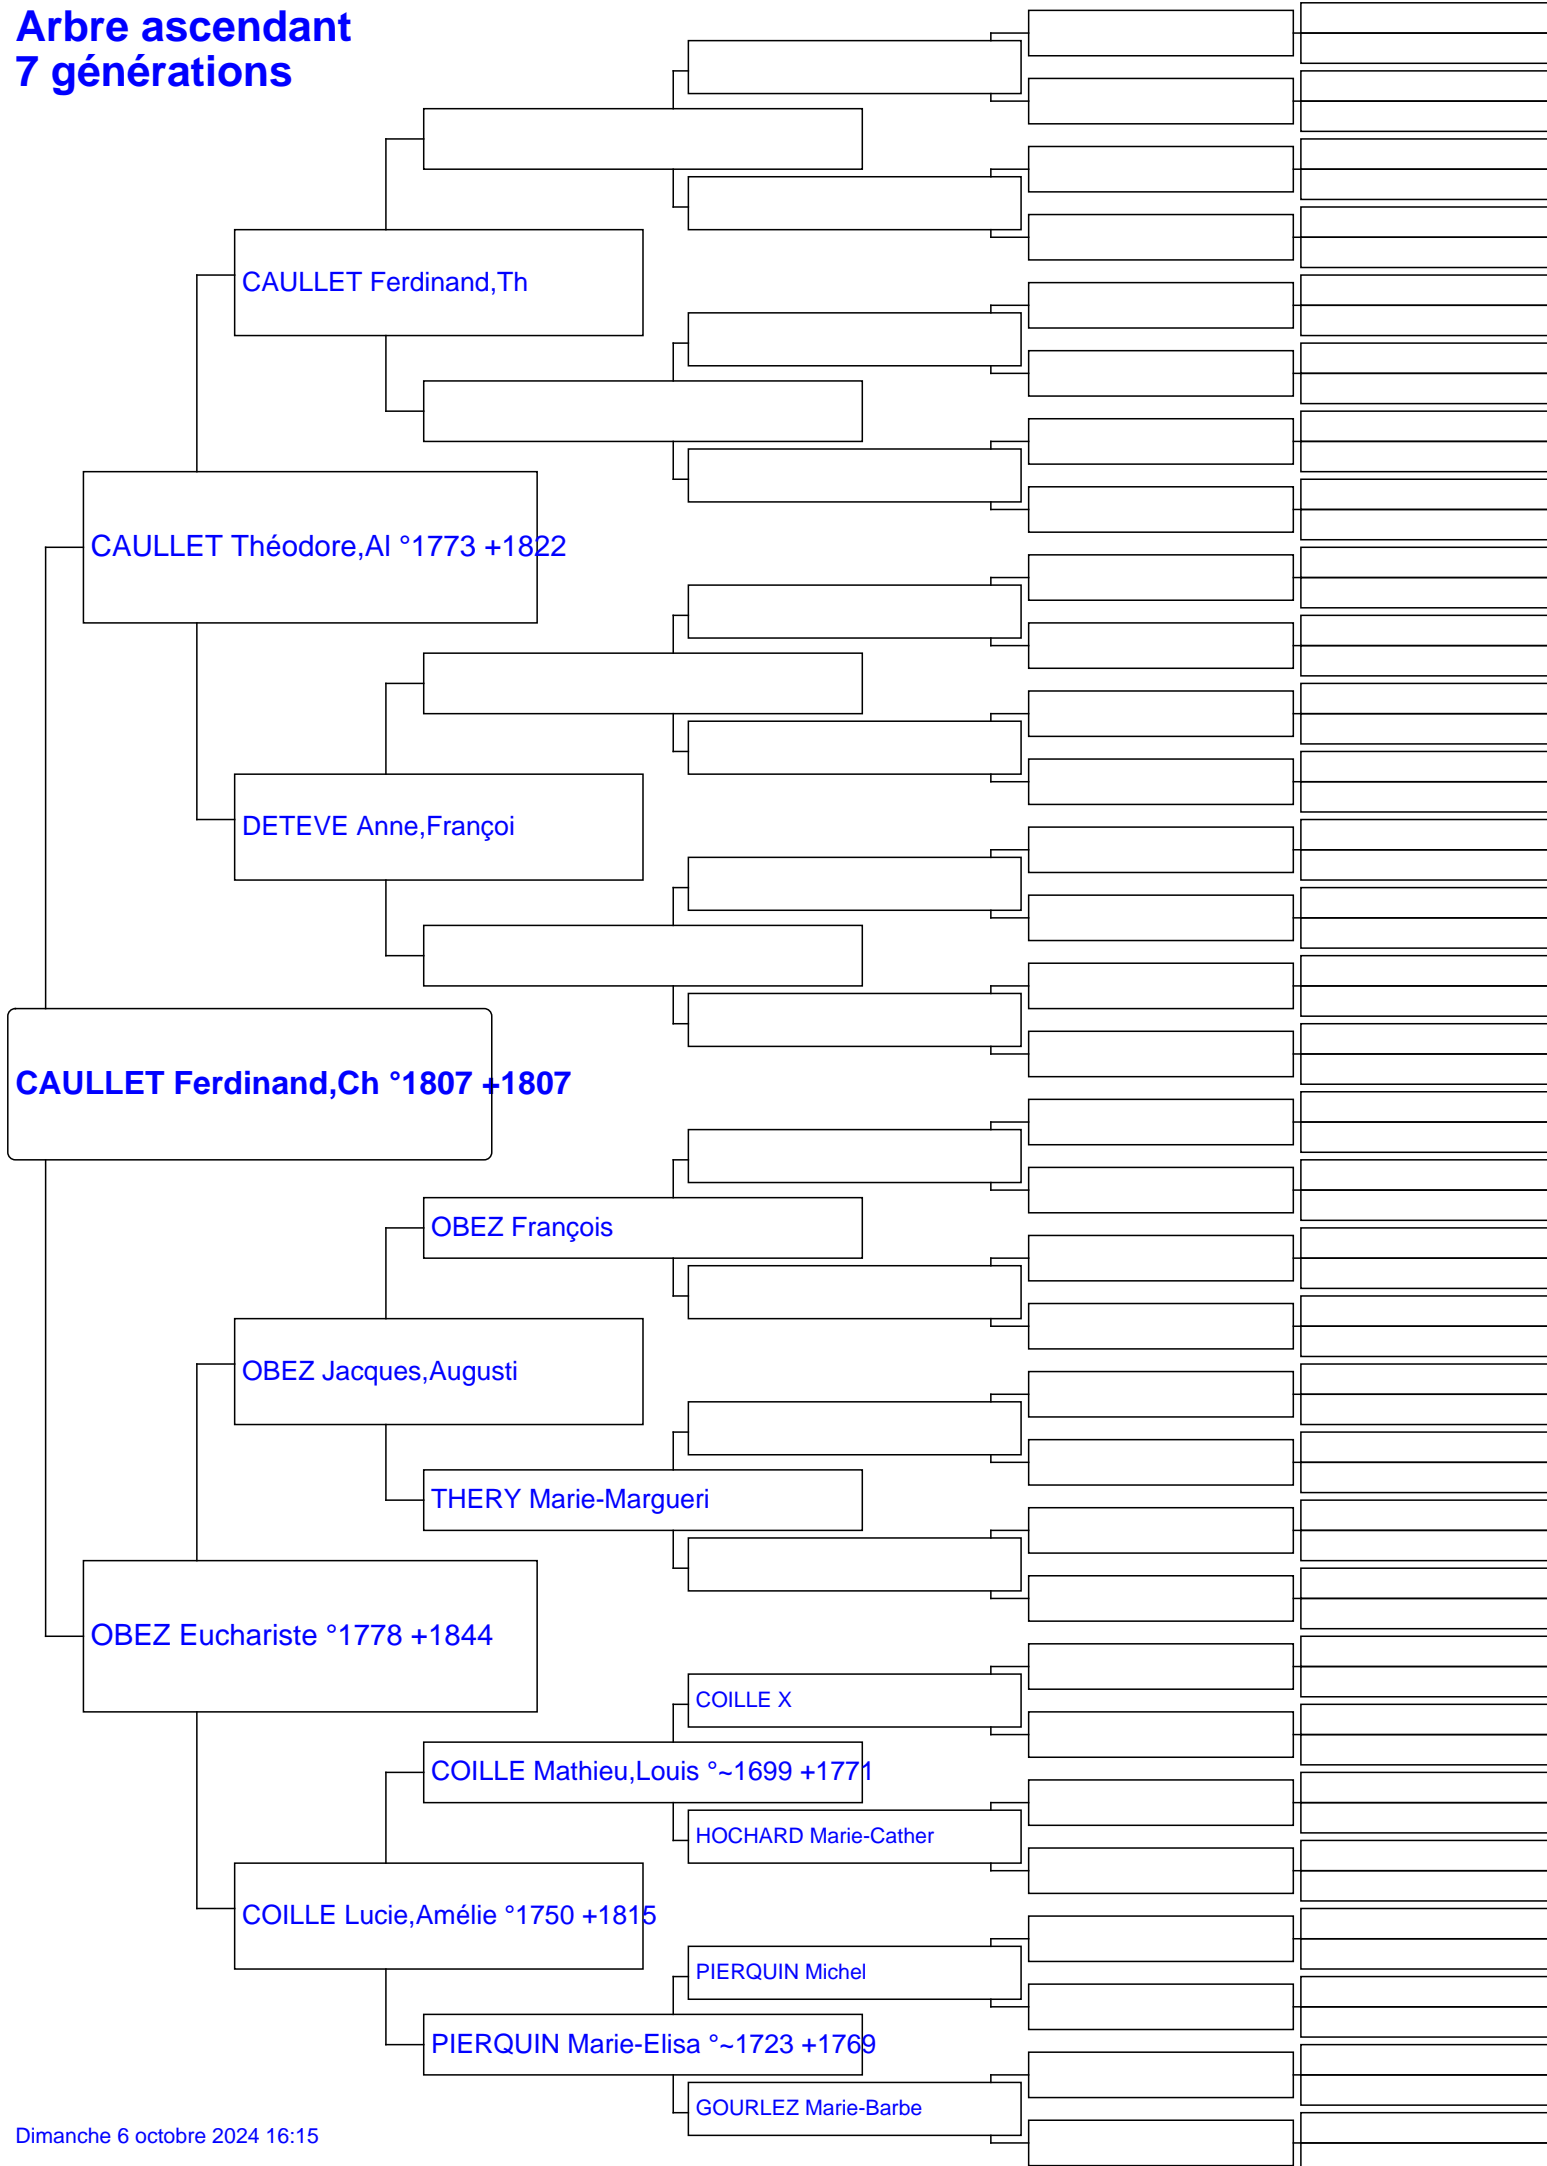 Arbre ascendant
7 générations
CAULLET Ferdinand,Th
CAULLET Théodore,Al °1773 +1822
DETEVE Anne,Françoi
CAULLET Ferdinand,Ch °1807 +1807
OBEZ François
OBEZ Jacques,Augusti
THERY Marie-Margueri
OBEZ Euchariste °1778 +1844
COILLE X
COILLE Mathieu,Louis °~1699 +1771
HOCHARD Marie-Cather
COILLE Lucie,Amélie °1750 +1815
PIERQUIN Michel
PIERQUIN Marie-Elisa °~1723 +1769
GOURLEZ Marie-Barbe
Dimanche 6 octobre 2024 16:15